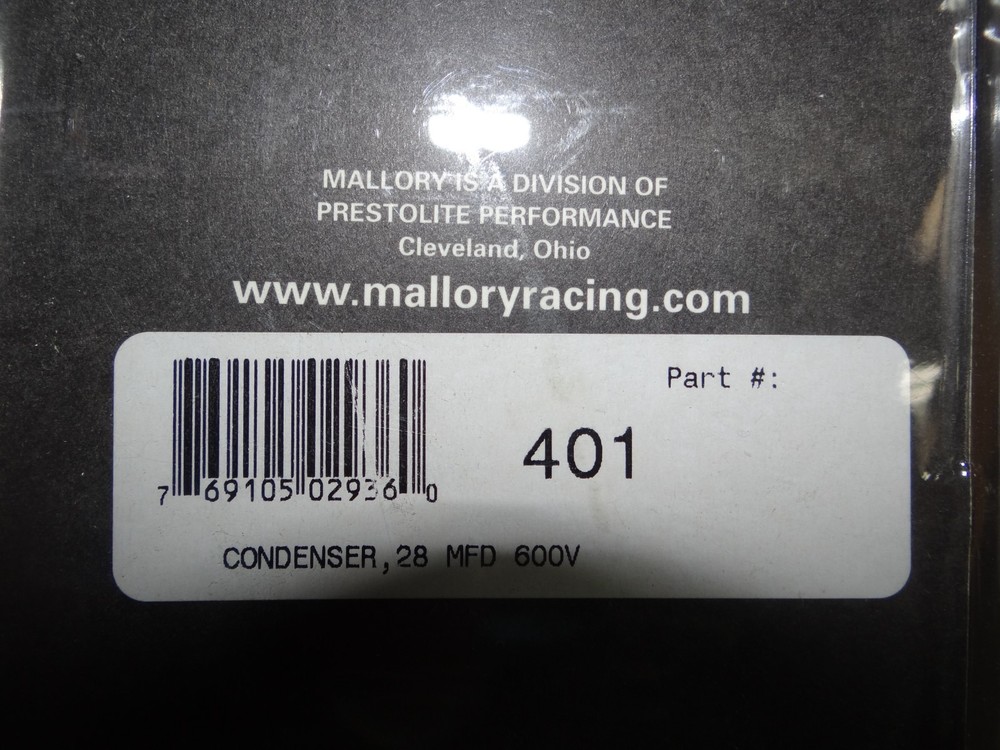 MALLORY IS A DIVISION OF
PRESTOLITE PERFORMANCE
Cleveland, Ohio
www.malloryracing.com
Part #:
401
7 69105 02936 0
CONDENSER,28 MFD 600V